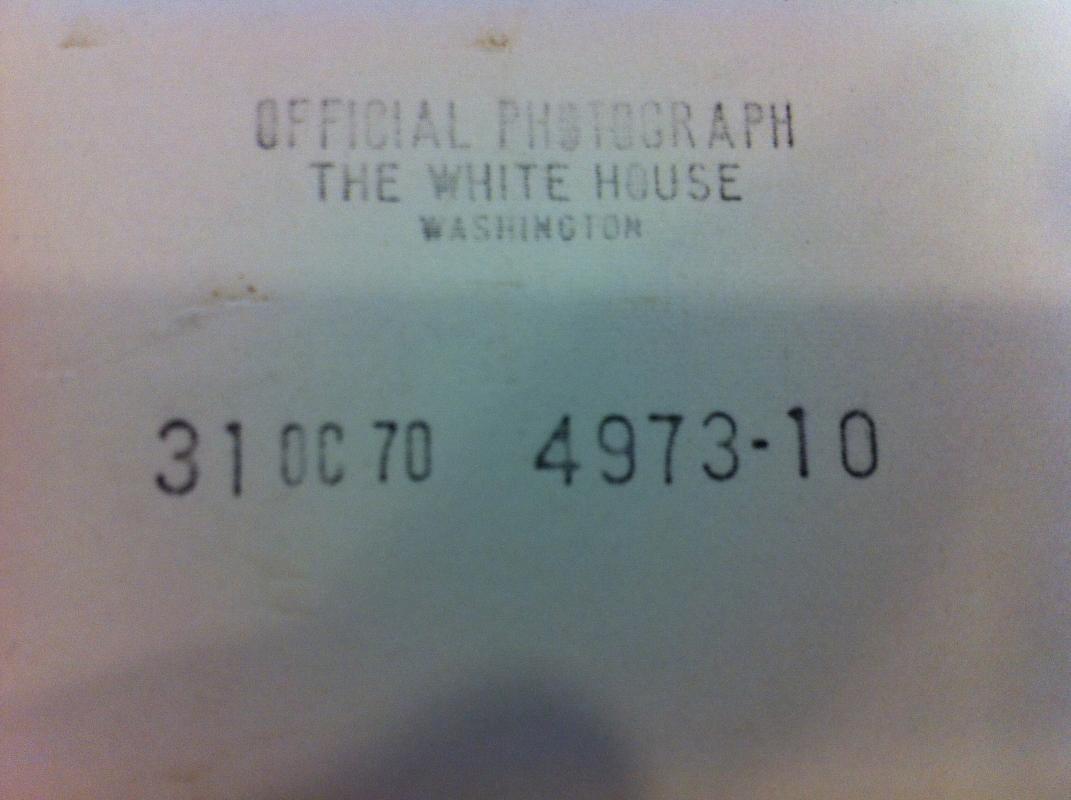 OFFICIAL PHOTOGRAPH
THE WHITE HOUSE
WASHINGTON
31 OC 70 4973-10